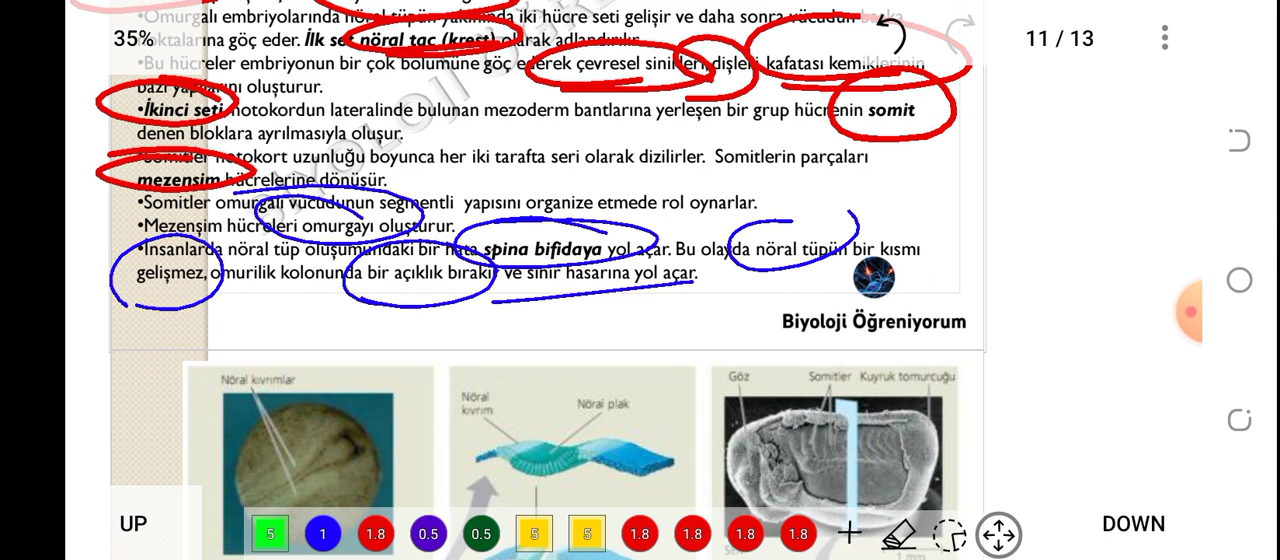 •Omurgalı embriyolarında nöral tüpün yakınında iki hücre seti gelişir ve daha sonra vücudun başka
noktalarına göç eder. İlk set nöral taç (krest) olarak adlandırılır.
35%
11 / 13
•Bu hücreler embriyonun bir çok bölümüne göç ederek çevresel sinirleri, dişleri, kafatası kemiklerinin
bazı yapılarını oluşturur.
•İkinci seti notokordun lateralinde bulunan mezoderm bantlarına yerleşen bir grup hücrenin somit
denen bloklara ayrılmasıyla oluşur.
•Somitler notokort uzunluğu boyunca her iki tarafta seri olarak dizilirler. Somitlerin parçaları
mezenşim hücrelerine dönüşür.
•Somitler omurgalı vücudunun segmentli yapısını organize etmede rol oynarlar.
•Mezenşim hücreleri omurgayı oluşturur.
•İnsanlarda nöral tüp oluşumundaki bir hata spina bifidaya yol açar. Bu olayda nöral tüpün bir kısmı
gelişmez, omurilik kolonunda bir açıklık bırakır ve sinir hasarına yol açar.
Biyoloji Öğreniyorum
Nöral kıvrımlar
Nöral
kıvrım
Nöral plak
Göz
Somitler
Kuyruk tomurcuğu
UP
5
1
1.8
0.5
0.5
5
5
1.8
1.8
1.8
1.8
DOWN
1 mm